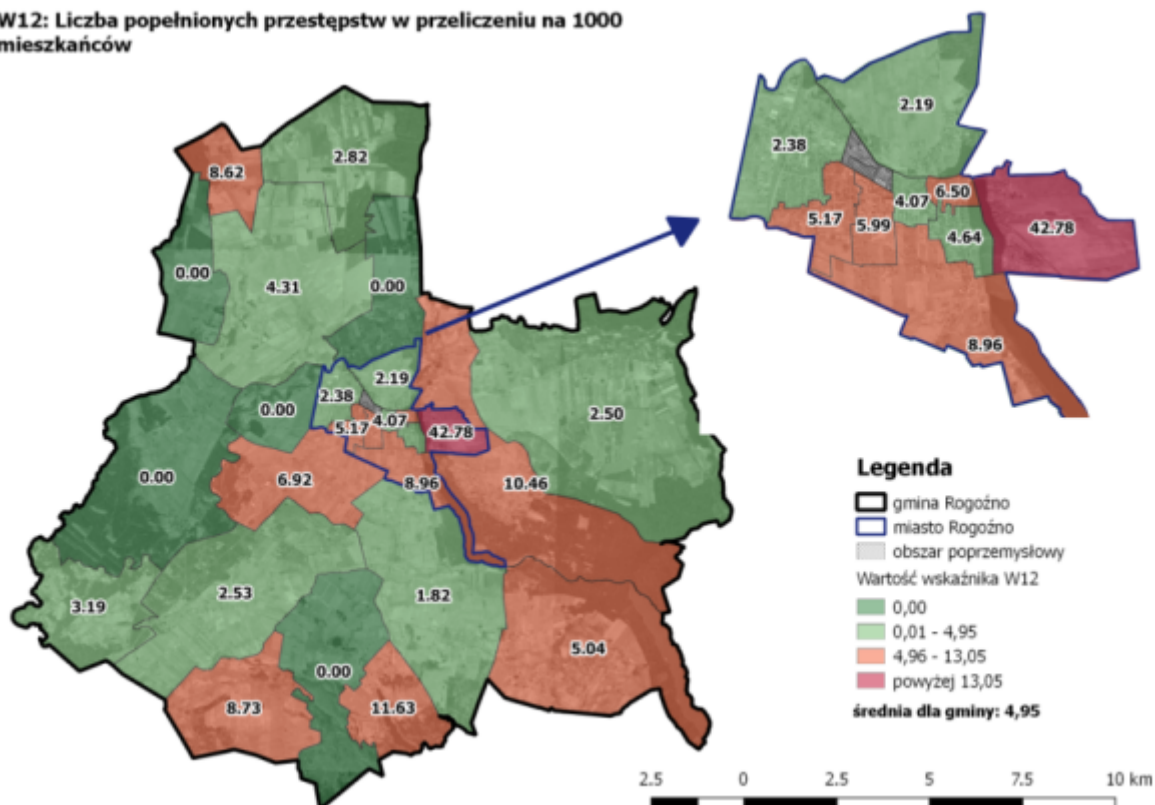 W12: Liczba popełnionych przestępstw w przeliczeniu na 1000
mieszkańców
2.19
2.38
4.07
6.50
5.17
5.99
4.64
42.78
8.96
8.62
2.82
0.00
4.31
0.00
2.19
2.38
0.00
4.07
5.17
42.78
2.50
0.00
6.92
8.96
10.46
3.19
2.53
1.82
5.04
0.00
8.73
11.63
Legenda
gmina Rogoźno
miasto Rogoźno
obszar poprzemysłowy
Wartość wskaźnika W12
0,00
0,01 - 4,95
4,96 - 13,05
powyżej 13,05
średnia dla gminy: 4,95
2.5 0 2.5 5 7.5 10 km